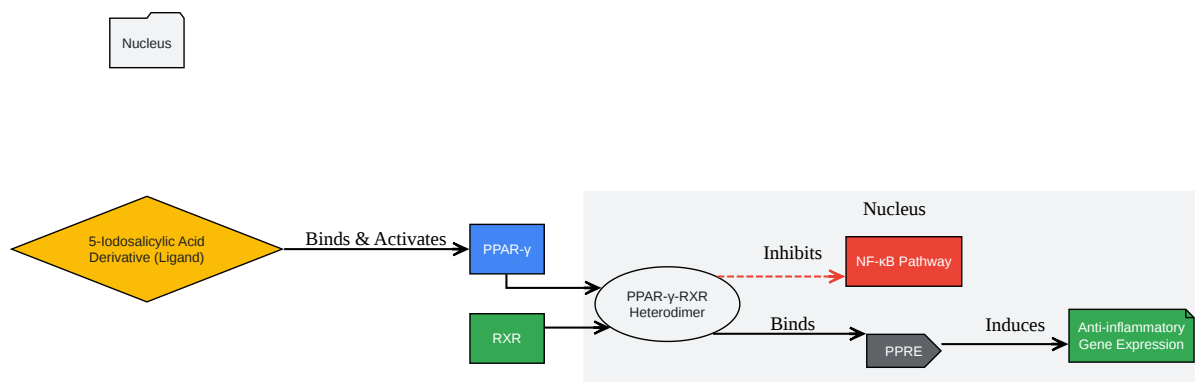 Nucleus
Nucleus
5-Iodosalicylic Acid
Derivative (Ligand)
Binds & Activates
PPAR-γ
RXR
PPAR-γ-RXR
Heterodimer
Inhibits
NF-κB Pathway
Binds
PPRE
Induces
Anti-inflammatory
Gene Expression